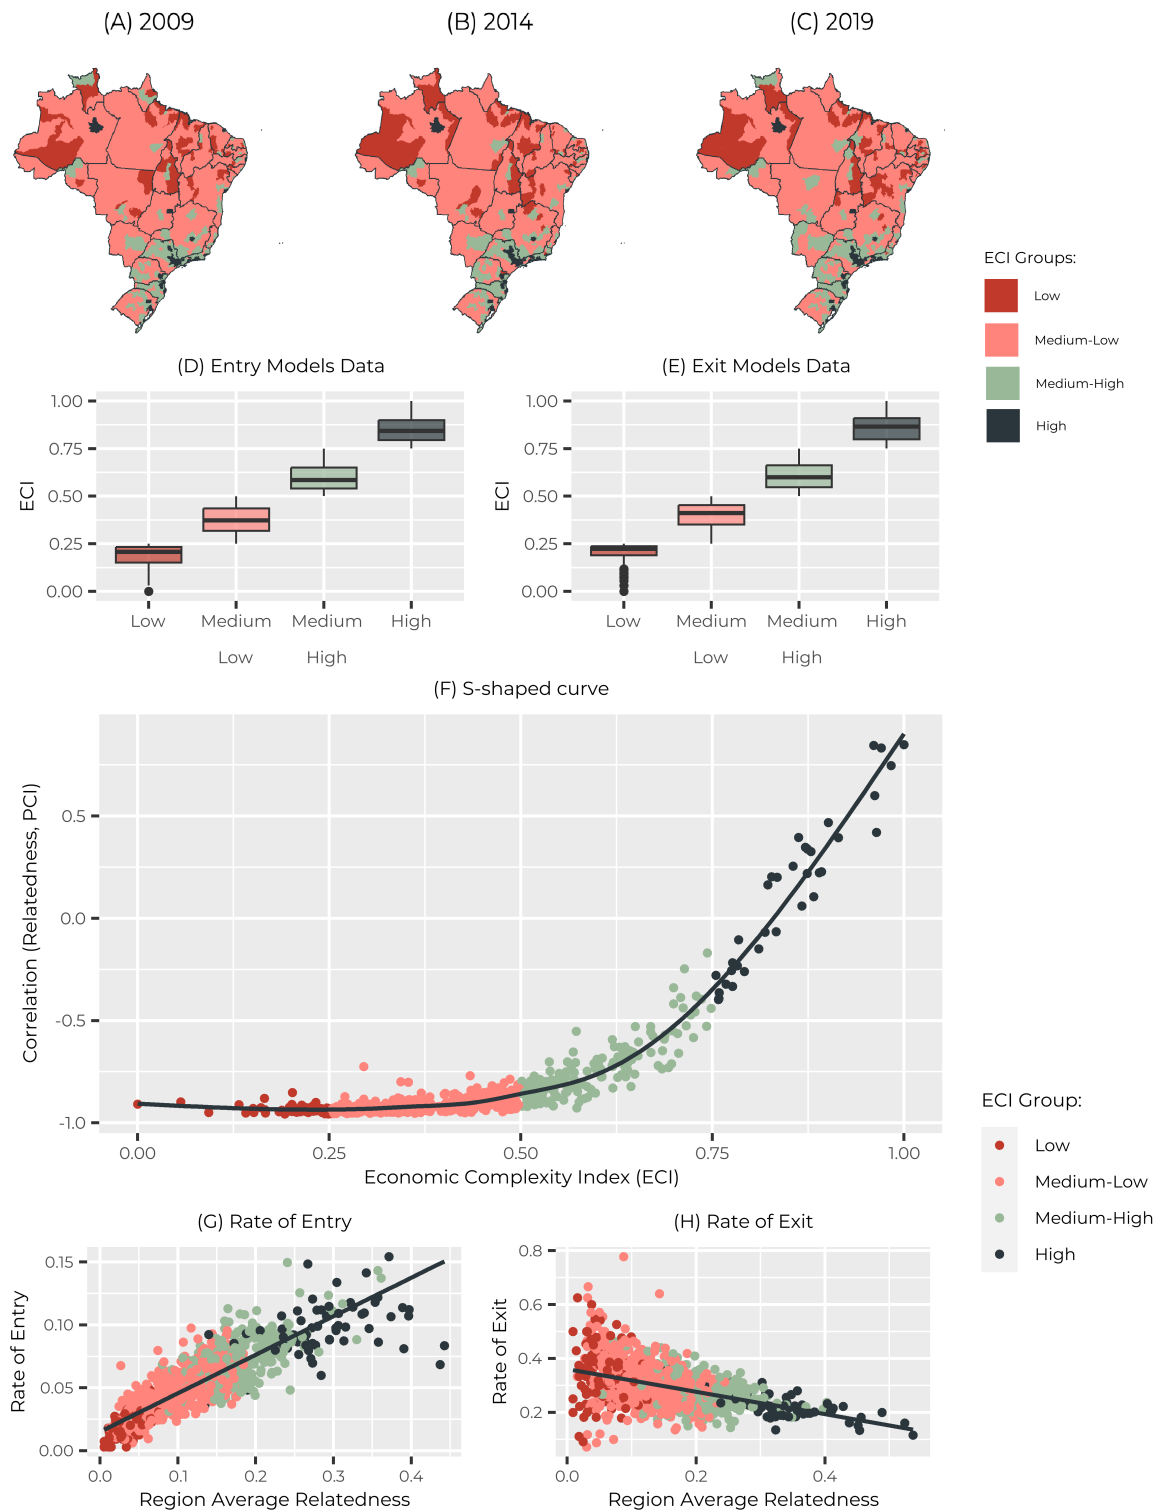 (A) 2009
(B) 2014
(C) 2019
ECI Groups:
Low
Medium-Low
Medium-High
High
(D) Entry Models Data
ECI
1.00
0.75
0.50
0.25
0.00
Low
Medium
Low
Medium
High
High
(E) Exit Models Data
ECI
1.00
0.75
0.50
0.25
0.00
Low
Medium
Low
Medium
High
High
(F) S-shaped curve
Correlation (Relatedness, PCI)
0.5
0.0
-0.5
-1.0
0.00
0.25
0.50
0.75
1.00
Economic Complexity Index (ECI)
ECI Group:
Low
Medium-Low
Medium-High
High
(G) Rate of Entry
Rate of Entry
0.15
0.10
0.05
0.00
0.0
0.1
0.2
0.3
0.4
Region Average Relatedness
(H) Rate of Exit
Rate of Exit
0.8
0.6
0.4
0.2
0.0
0.2
0.4
Region Average Relatedness